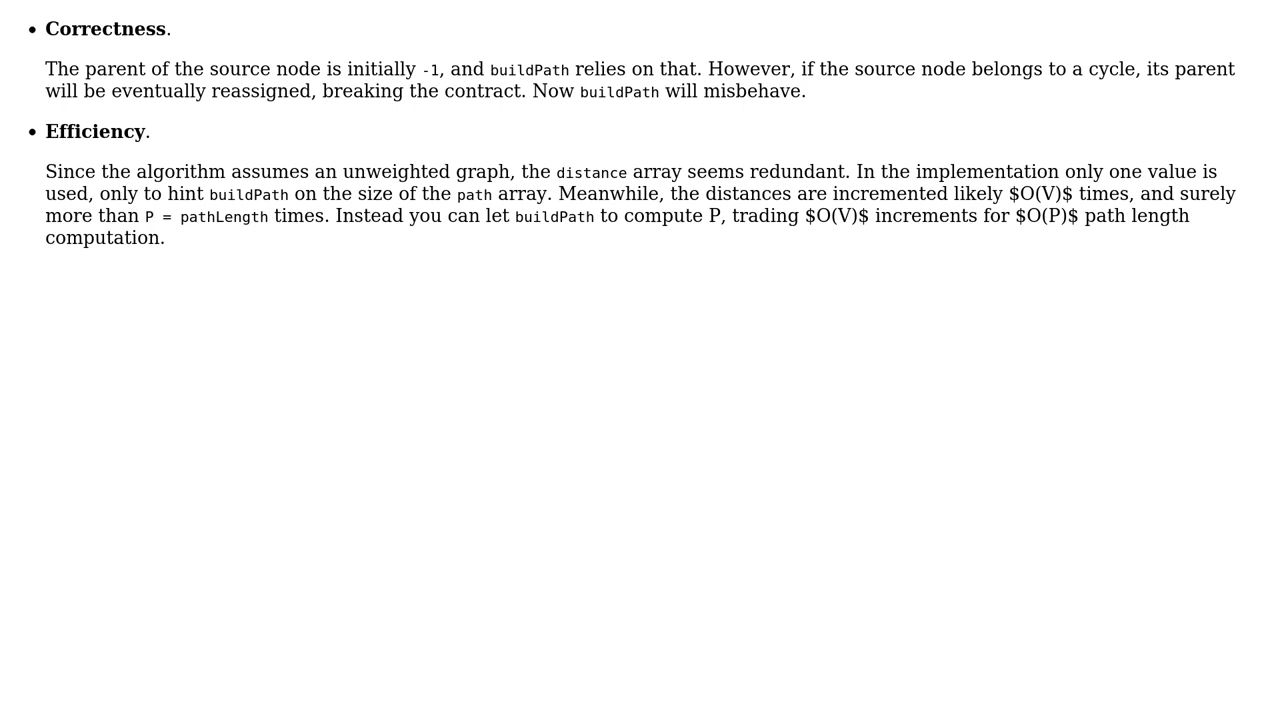 • Correctness.
The parent of the source node is initially -1, and buildPath relies on that. However, if the source node belongs to a cycle, its parent
will be eventually reassigned, breaking the contract. Now buildPath will misbehave.
• Efficiency.
Since the algorithm assumes an unweighted graph, the distance array seems redundant. In the implementation only one value is
used, only to hint buildPath on the size of the path array. Meanwhile, the distances are incremented likely $O(V)$ times, and surely
more than P = pathLength times. Instead you can let buildPath to compute P, trading $O(V)$ increments for $O(P)$ path length
computation.